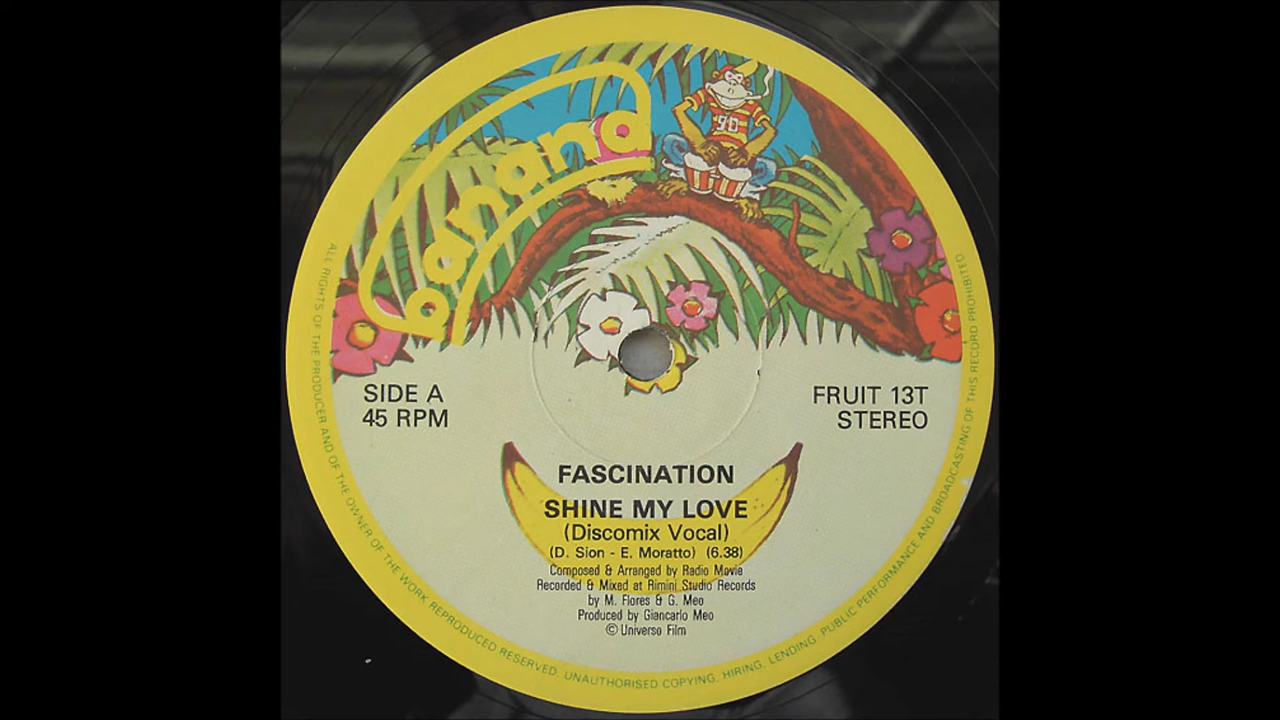 banana
90
SIDE A
45 RPM
FRUIT 13T
STEREO
FASCINATION
SHINE MY LOVE
(Discomix Vocal)
(D. Sion - E. Moratto) (6.38)
Composed & Arranged by Radio Movie
Recorded & Mixed at Rimini Studio Records
by M. Flores & G. Meo
Produced by Giancarlo Meo
© Universo Film
ALL RIGHTS OF THE PRODUCER AND OF THE OWNER OF THE WORK REPRODUCED RESERVED. UNAUTHORISED COPYING, HIRING, LENDING, PUBLIC PERFORMANCE AND BROADCASTING OF THIS RECORD PROHIBITED